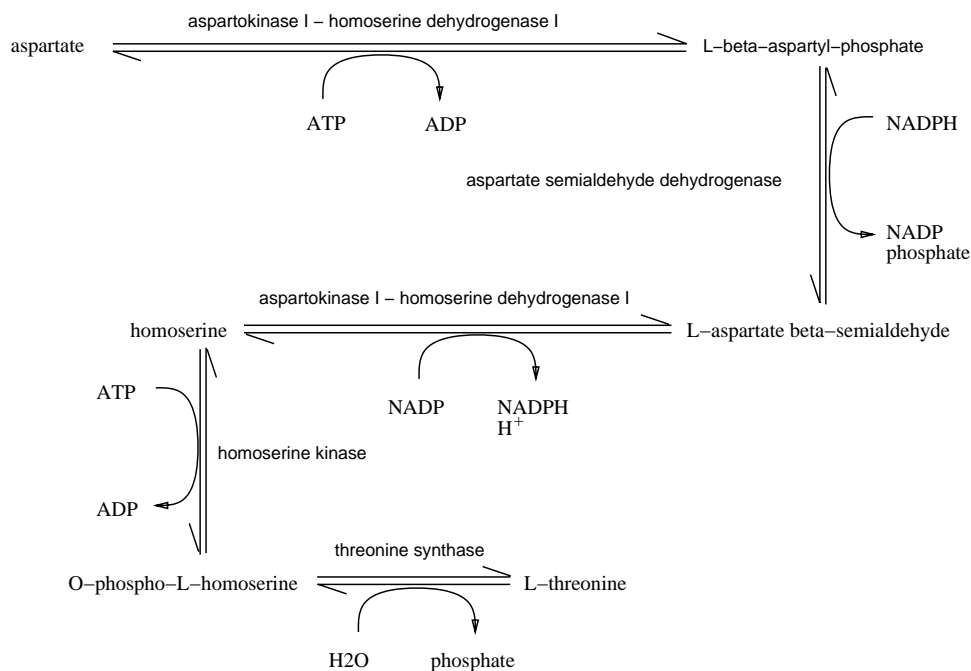 aspartokinase I − homoserine dehydrogenase I
aspartate
L−beta−aspartyl−phosphate
ATP
ADP
NADPH
aspartate semialdehyde dehydrogenase
NADP
phosphate
aspartokinase I − homoserine dehydrogenase I
homoserine
L−aspartate beta−semialdehyde
ATP
NADP
NADPH
H+
homoserine kinase
ADP
threonine synthase
O−phospho−L−homoserine
L−threonine
H2O
phosphate